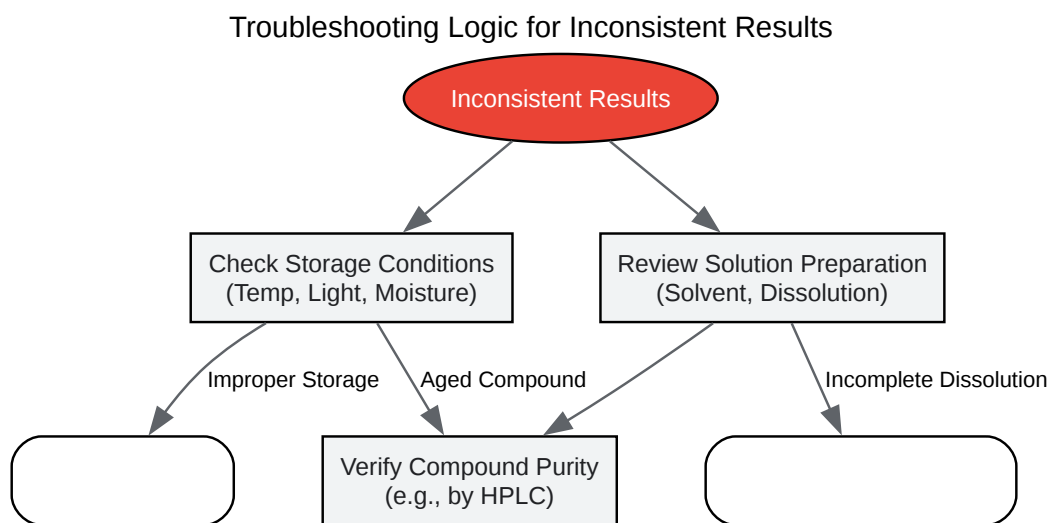 Troubleshooting Logic for Inconsistent Results
Inconsistent Results
Check Storage Conditions
(Temp, Light, Moisture)
Review Solution Preparation
(Solvent, Dissolution)
Improper Storage
Aged Compound
Incomplete Dissolution
Verify Compound Purity
(e.g., by HPLC)